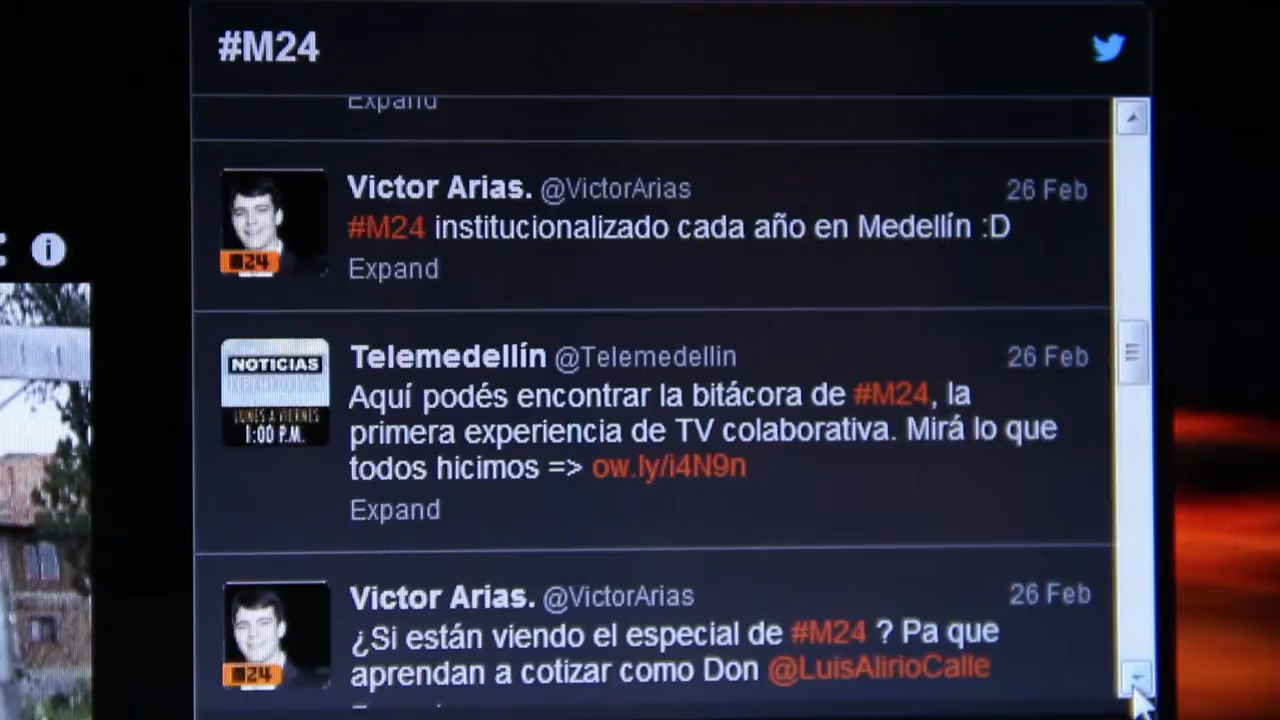 #M24
Expand
Victor Arias. @VictorArias 26 Feb
#M24 institucionalizado cada año en Medellín :D
Expand
24
NOTICIAS
LUNES A VIERNES
1:00 P.M.
Telemedellín @Telemedellin 26 Feb
Aquí podés encontrar la bitácora de #M24, la
primera experiencia de TV colaborativa. Mirá lo que
todos hicimos => ow.ly/i4N9n
Expand
Victor Arias. @VictorArias 26 Feb
¿Si están viendo el especial de #M24 ? Pa que
aprendan a cotizar como Don @LuisAlirioCalle
24